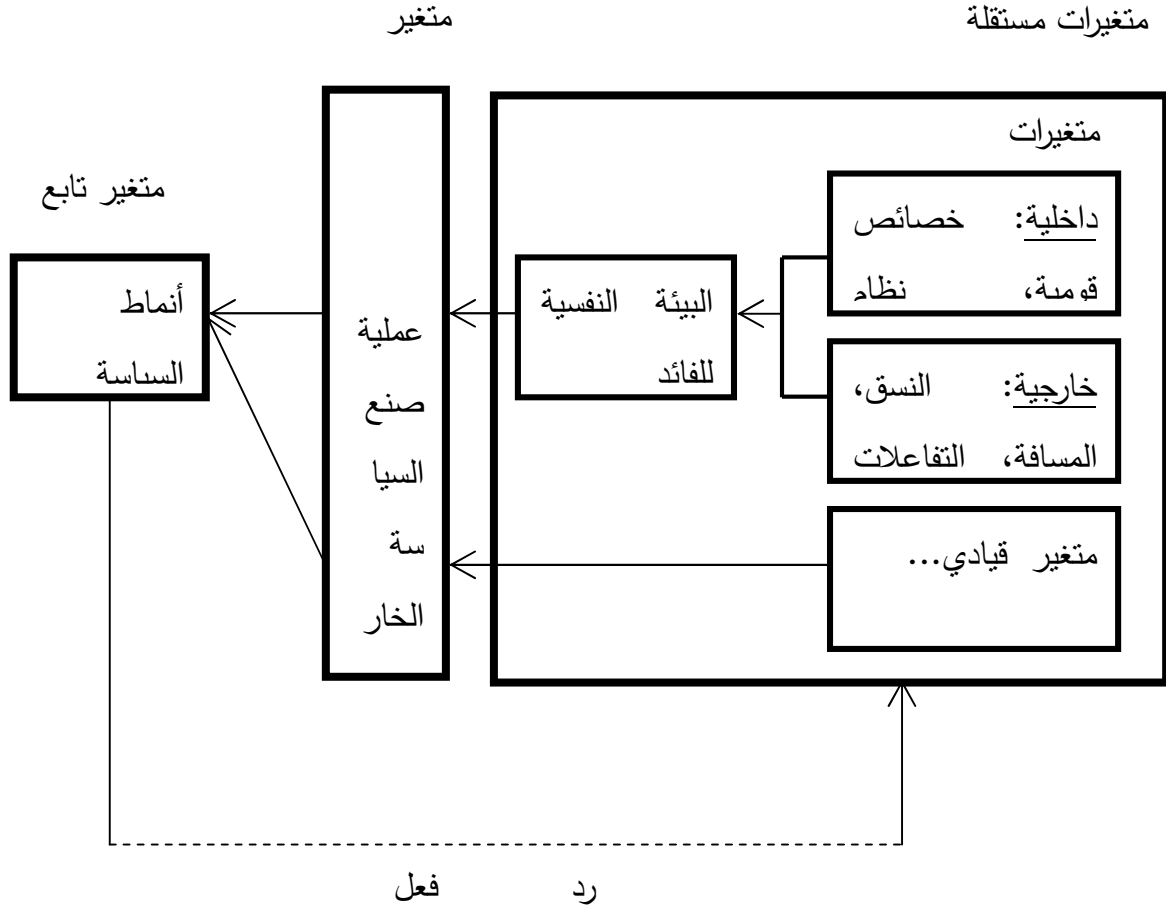 متغيرات مستقلة
متغير
متغيرات
داخلية: خصائص
قومية، نظام
خارجية: النسق،
المسافة، التفاعلات
متغير قيادي...
البيئة النفسية
للقائد
عملية
صنع
السيا
سة
الخار
متغير تابع
أنماط
السياسة
رد فعل